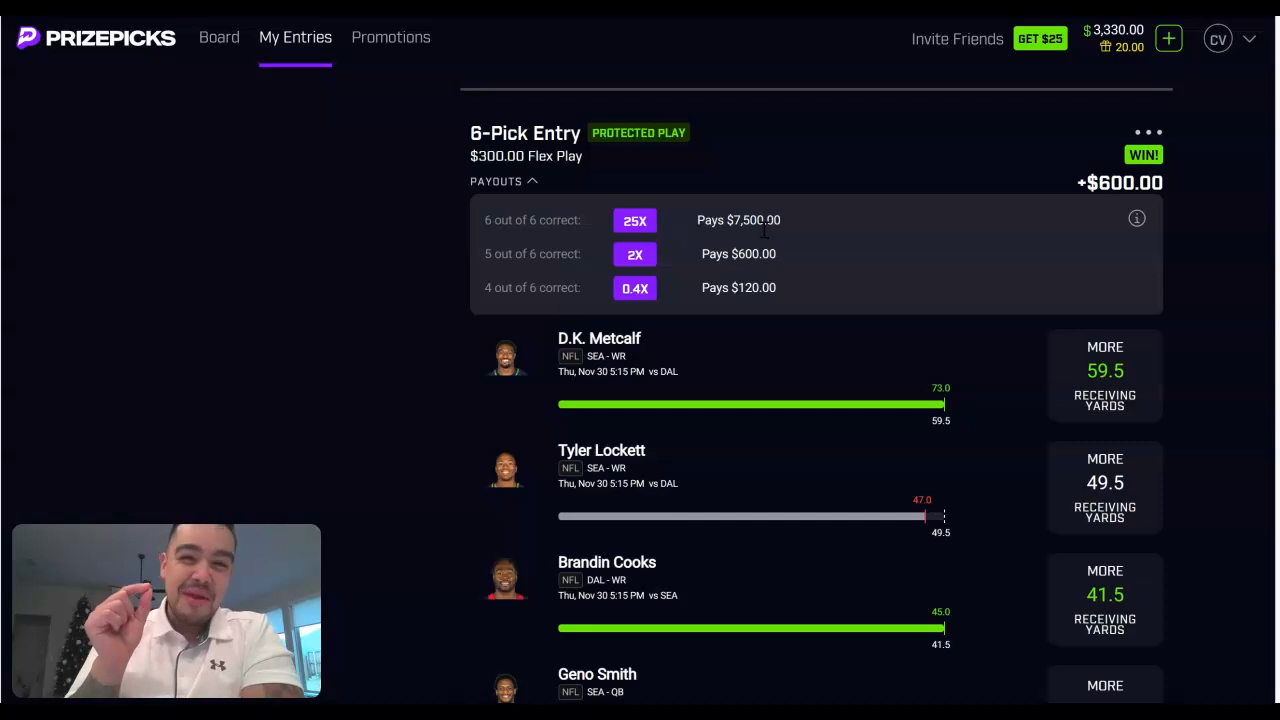 PRIZEPICKS Board My Entries Promotions Invite Friends GET $25 $ 3,330.00 CV
20.00
6-Pick Entry PROTECTED PLAY
$300.00 Flex Play WIN!
PAYOUTS +$600.00
6 out of 6 correct: 25X Pays $7,500.00
5 out of 6 correct: 2X Pays $600.00
4 out of 6 correct: 0.4X Pays $120.00
D.K. Metcalf
NFL SEA - WR
Thu, Nov 30 5:15 PM vs DAL
73.0
59.5
MORE
59.5
RECEIVING
YARDS
Tyler Lockett
NFL SEA - WR
Thu, Nov 30 5:15 PM vs DAL
47.0
49.5
MORE
49.5
RECEIVING
YARDS
Brandin Cooks
NFL DAL - WR
Thu, Nov 30 5:15 PM vs SEA
45.0
41.5
MORE
41.5
RECEIVING
YARDS
Geno Smith
NFL SEA - QB
MORE